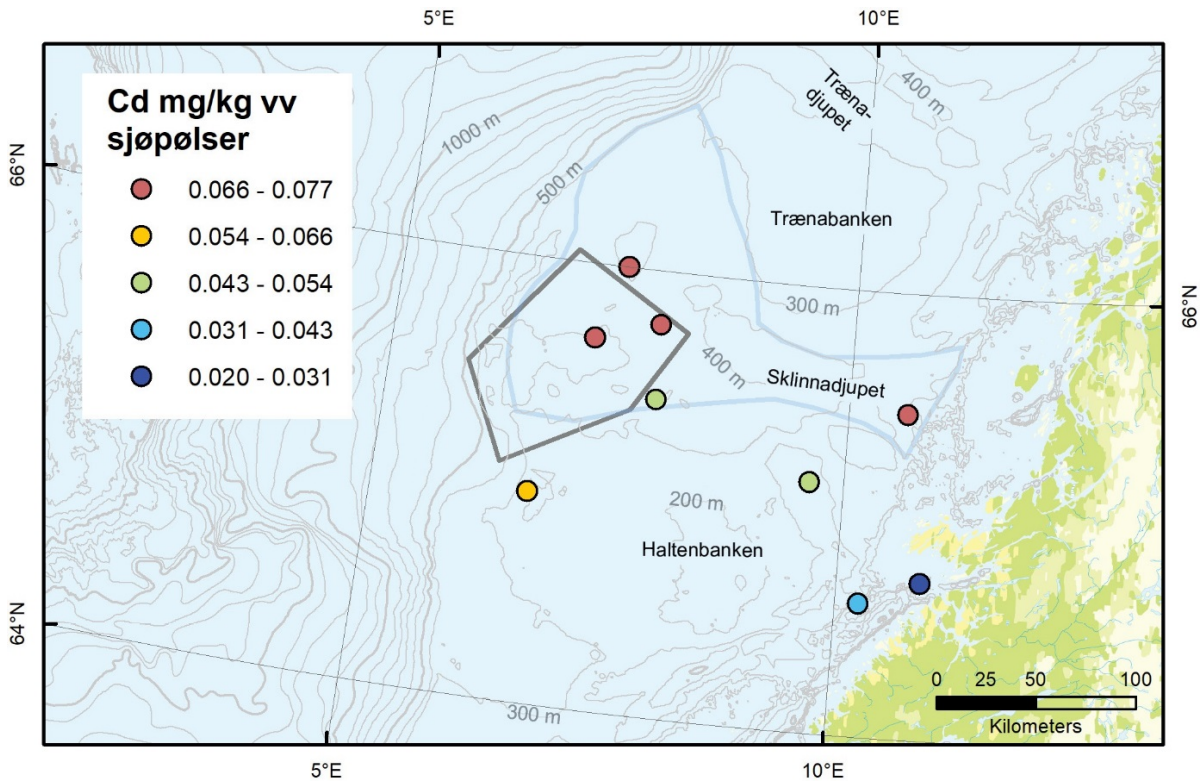 5°E
10°E
Cd mg/kg vv
sjøpølser
0.066 - 0.077
0.054 - 0.066
0.043 - 0.054
0.031 - 0.043
0.020 - 0.031
Træna-
djupet
400 m
1000 m
66°N
500 m
Trænabanken
300 m
66°N
400 m
Sklinnadjupet
200 m
Haltenbanken
64°N
0 25 50 100
Kilometers
300 m
5°E
10°E